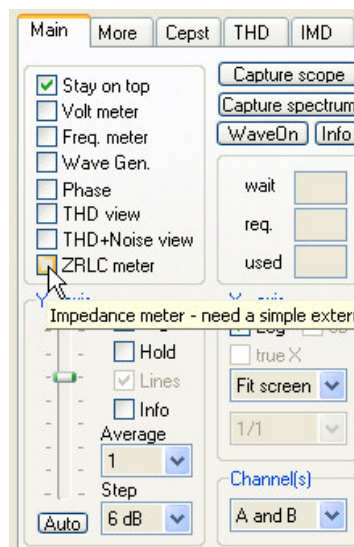 Main More Cepst THD IMD
Stay on top
Volt meter
Freq. meter
Wave Gen.
Phase
THD view
THD+Noise view
ZRLC meter
Capture scope
Capture spectrum
WaveOn Info
wait
req.
used
Impedance meter - need a simple exter
Hold
Lines
Info
Average
1
Step
6 dB
Auto
true X
Fit screen
1/1
Channel(s)
A and B